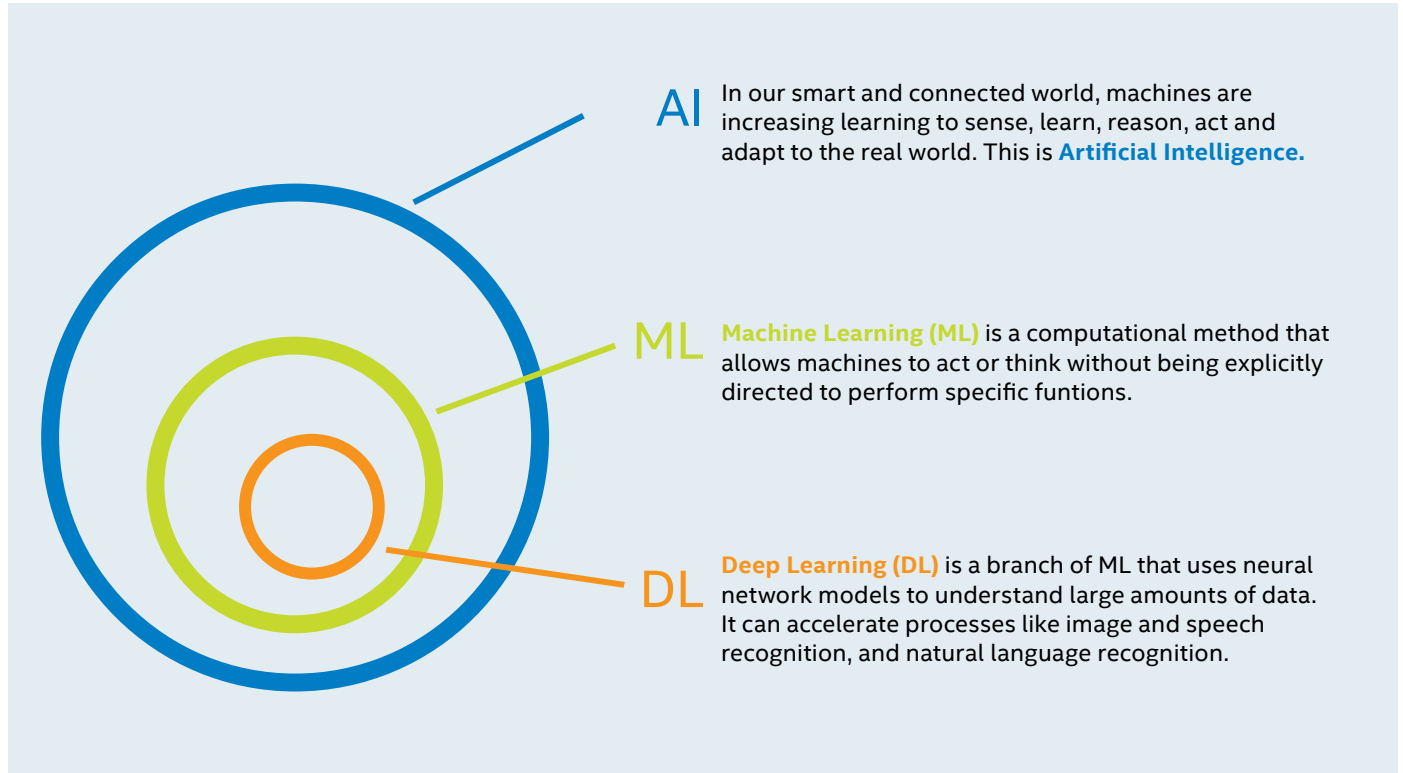 AI
In our smart and connected world, machines are
increasing learning to sense, learn, reason, act and
adapt to the real world. This is Artificial Intelligence.
ML
Machine Learning (ML) is a computational method that
allows machines to act or think without being explicitly
directed to perform specific funtions.
DL
Deep Learning (DL) is a branch of ML that uses neural
network models to understand large amounts of data.
It can accelerate processes like image and speech
recognition, and natural language recognition.